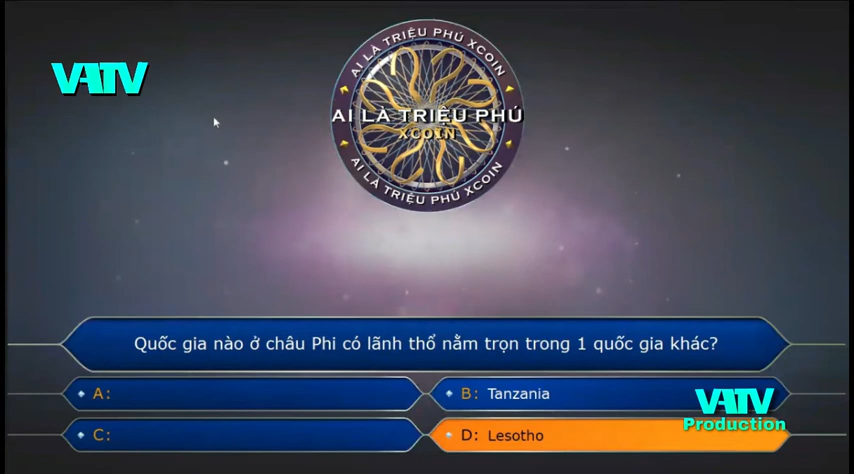 AI LÀ TRIỆU PHÚ XCOIN
VATV
AI LÀ TRIỆU PHÚ
XCOIN
AI LÀ TRIỆU PHÚ XCOIN
Quốc gia nào ở châu Phi có lãnh thổ nằm trọn trong 1 quốc gia khác?
A:
B: Tanzania
C:
D: Lesotho
VATV
Production